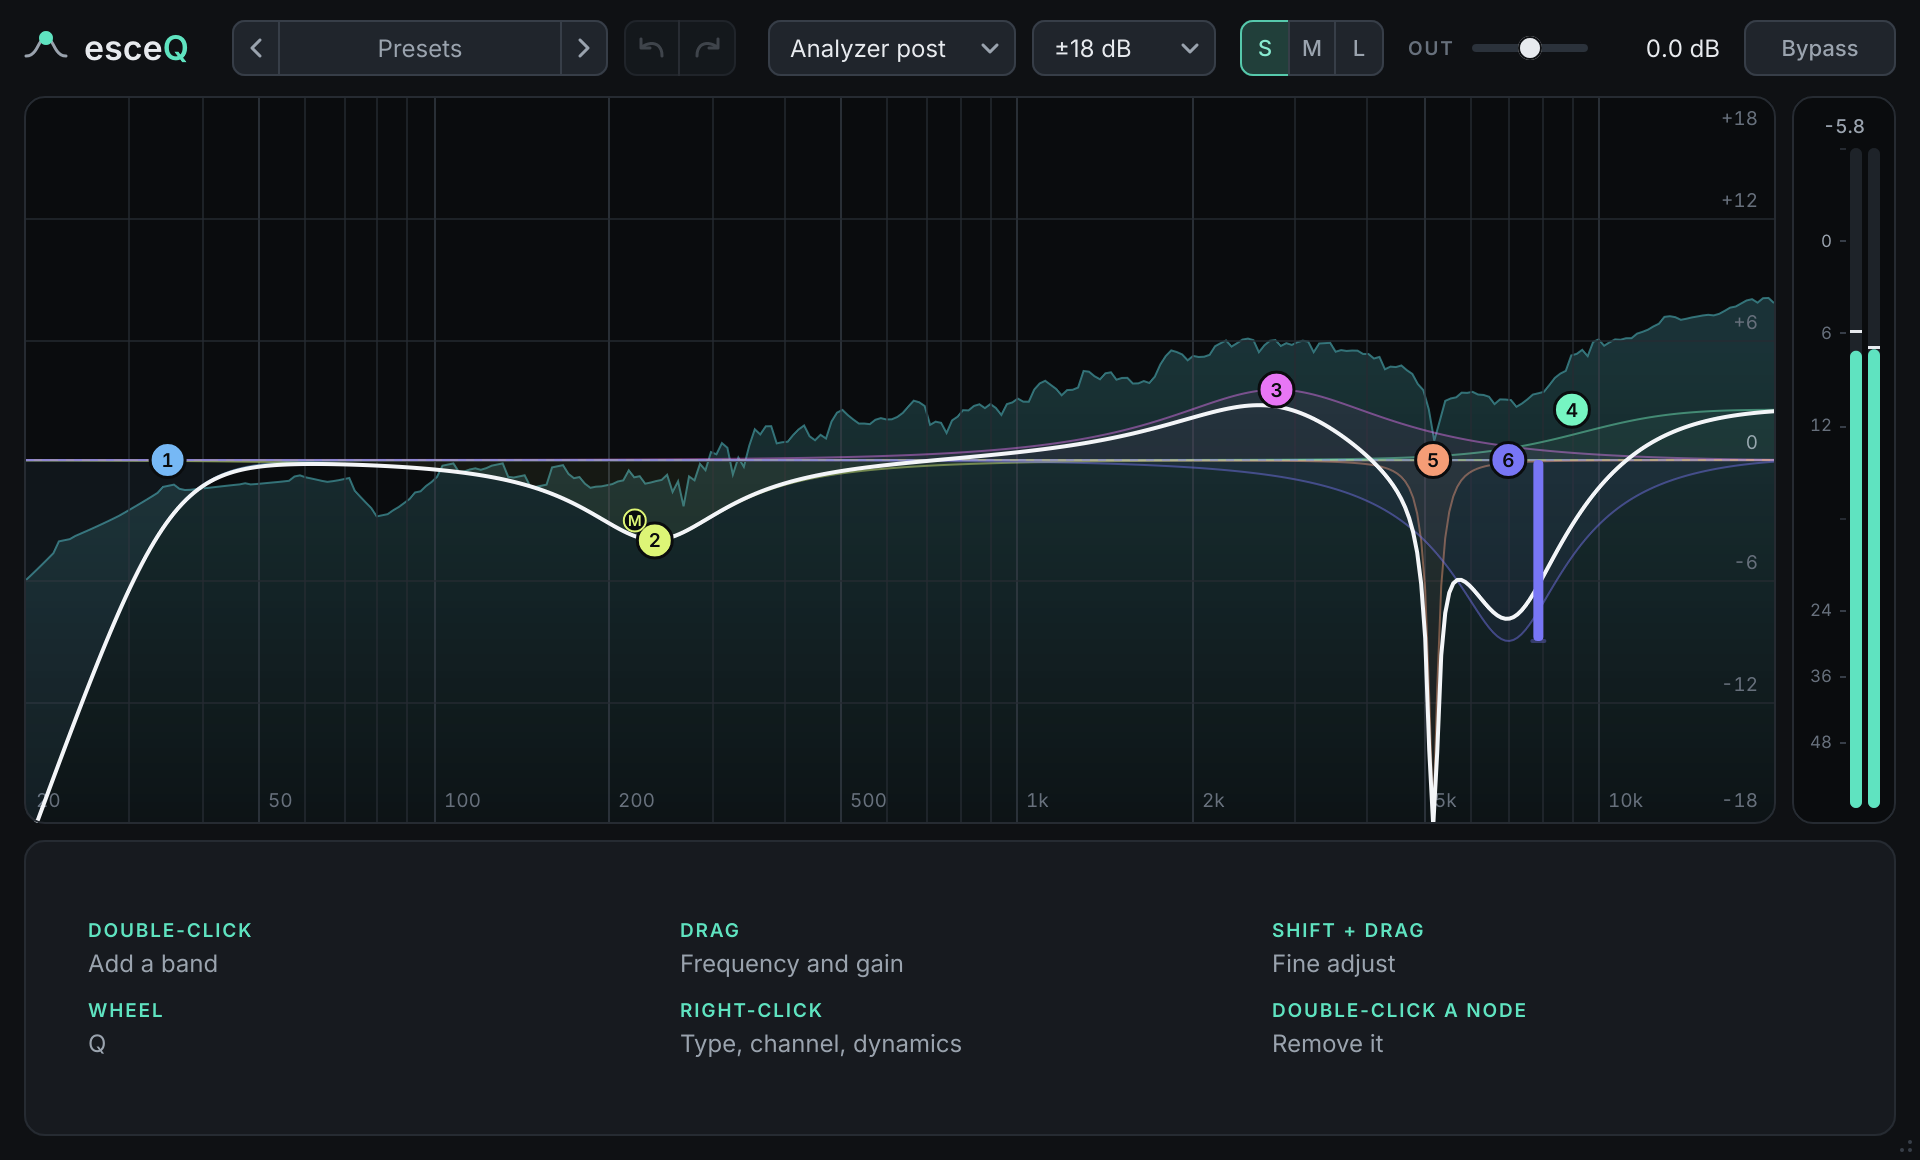 esceQ
Presets
Analyzer post
±18 dB
S M L
OUT
0.0 dB
Bypass
+18
+12
+6
0
-6
-12
-18
1
2
M
3
4
5
6
20 50 100 200 500 1k 2k 5k 10k
-5.8
0
6
12
24
36
48
DOUBLE-CLICK
Add a band
DRAG
Frequency and gain
SHIFT + DRAG
Fine adjust
WHEEL
Q
RIGHT-CLICK
Type, channel, dynamics
DOUBLE-CLICK A NODE
Remove it